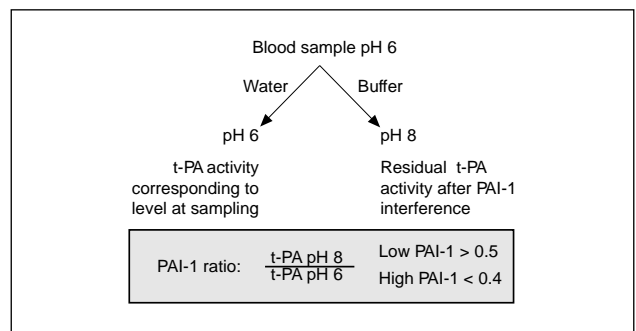 Blood sample pH 6
Water
Buffer
pH 6
t-PA activity
corresponding to
level at sampling
pH 8
Residual t-PA
activity after PAI-1
interference
PAI-1 ratio:
t-PA pH 8
t-PA pH 6
Low PAI-1 > 0.5
High PAI-1 < 0.4